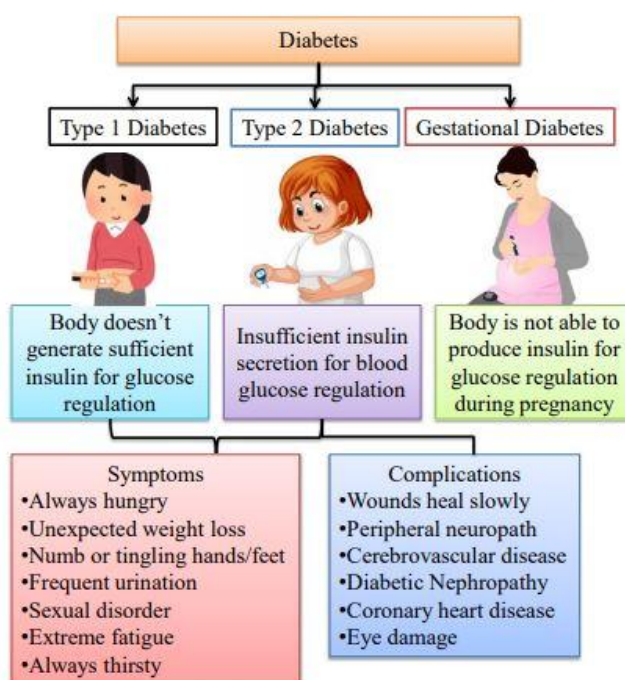 Diabetes
Type 1 Diabetes
Type 2 Diabetes
Gestational Diabetes
Body doesn't
generate sufficient
insulin for glucose
regulation
Insufficient insulin
secretion for blood
glucose regulation
Body is not able to
produce insulin for
glucose regulation
during pregnancy
Symptoms
•Always hungry
•Unexpected weight loss
•Numb or tingling hands/feet
•Frequent urination
•Sexual disorder
•Extreme fatigue
•Always thirsty
Complications
•Wounds heal slowly
•Peripheral neuropath
•Cerebrovascular disease
•Diabetic Nephropathy
•Coronary heart disease
•Eye damage